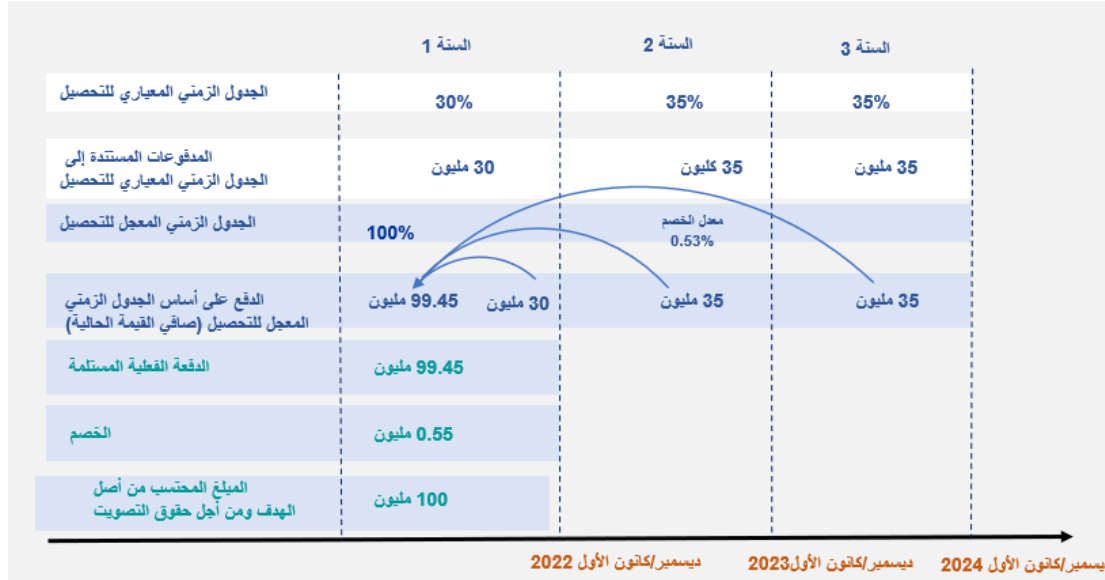 السنة 1
السنة 2
السنة 3
الجدول الزمني المعياري للتحصيل
30%
35%
35%
المدفوعات المستندة إلى
الجدول الزمني المعياري للتحصيل
30 مليون
35 كليون
35 مليون
الجدول الزمني المعجل للتحصيل
100%
معدل الخصم
0.53%
الدفع على أساس الجدول الزمني
المعجل للتحصيل (صافي القيمة الحالية)
99.45 مليون
30 مليون
35 مليون
35 مليون
الدفعة الفعلية المستلمة
99.45 مليون
الخصم
0.55 مليون
المبلغ المحتسب من أصل
الهدف ومن أجل حقوق التصويت
100 مليون
ديسمبر/كانون الأول 2022
ديسمبر/كانون الأول2023
ديسمبر/كانون الأول 2024